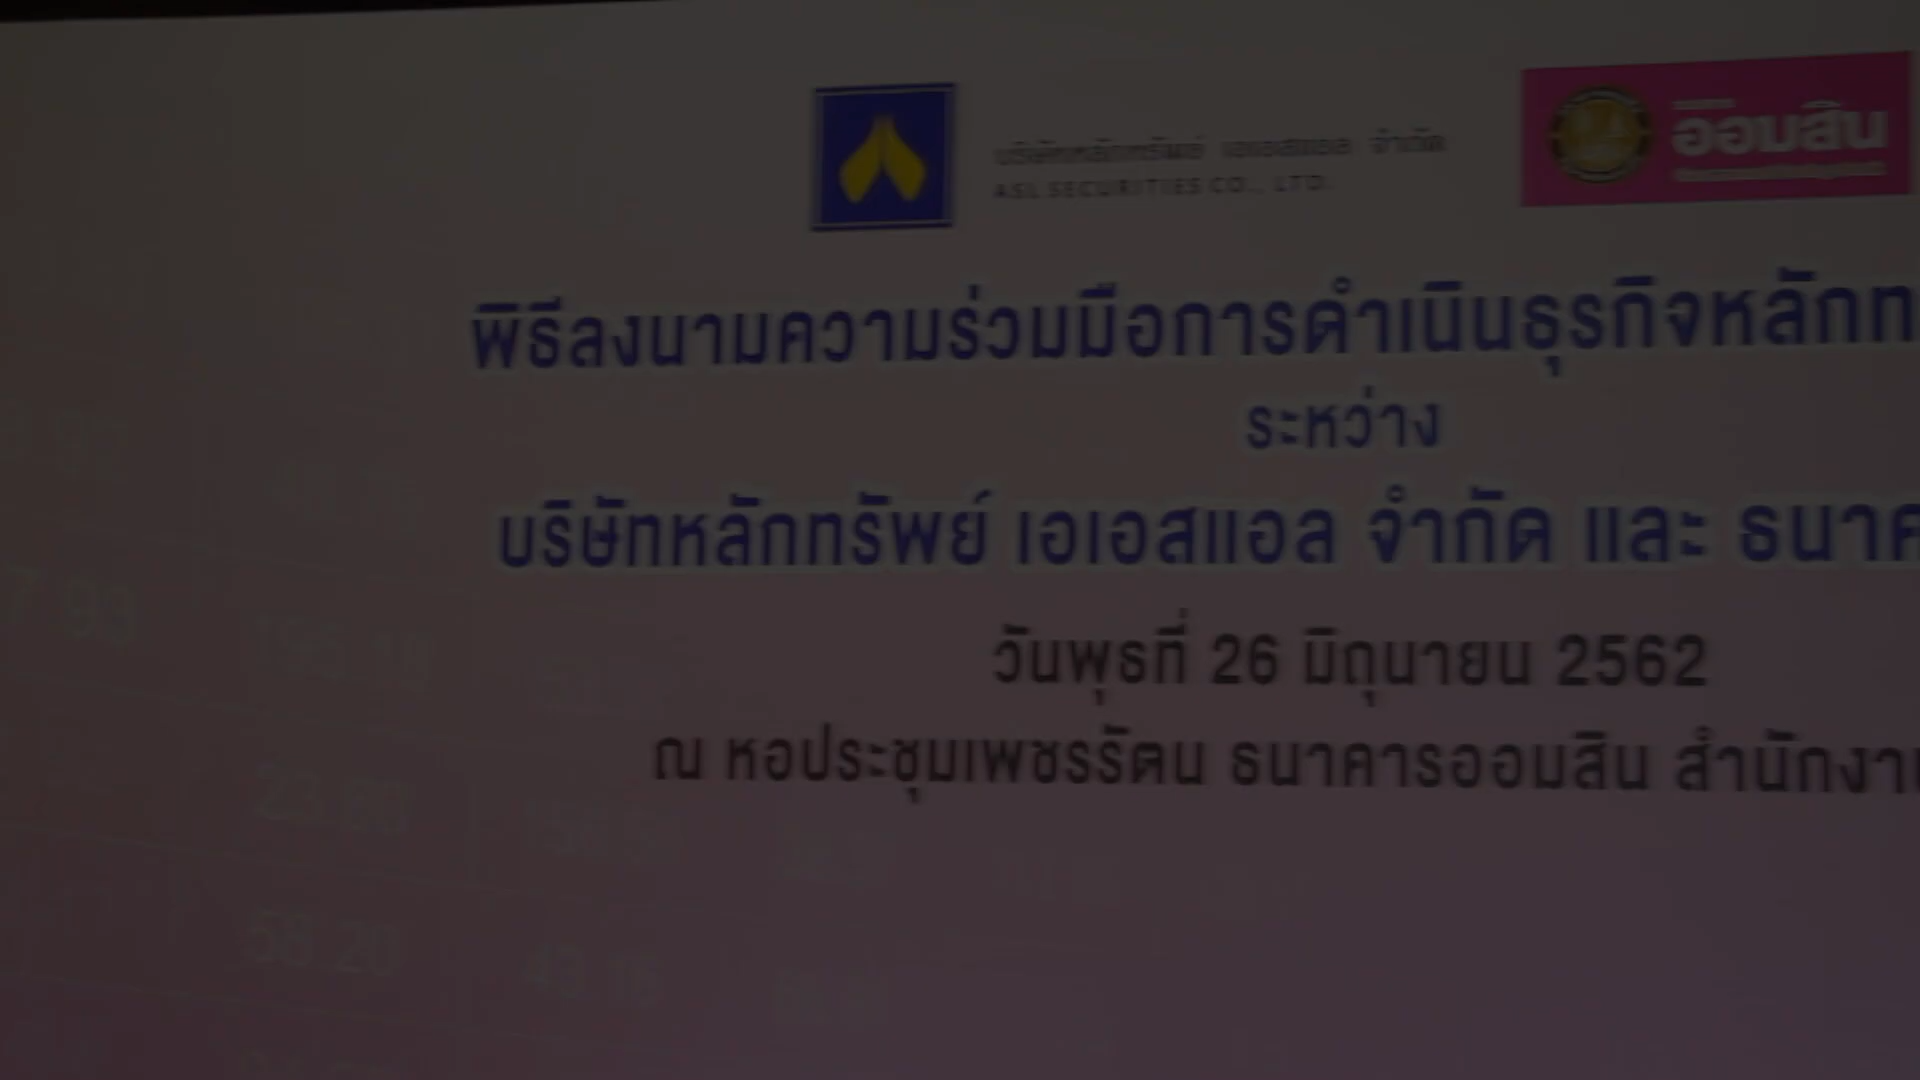 บริษัทหลักทรัพย์ เอเอสแอล จำกัด
ASL SECURITIES CO., LTD.
ออมสิน
พิธีลงนามความร่วมมือการดำเนินธุรกิจหลักท
ระหว่าง
บริษัทหลักทรัพย์ เอเอสแอล จำกัด และ ธนาค
วันพุธที่ 26 มิถุนายน 2562
ณ หอประชุมเพชรรัตน ธนาคารออมสิน สำนักงา
23.08
58.20